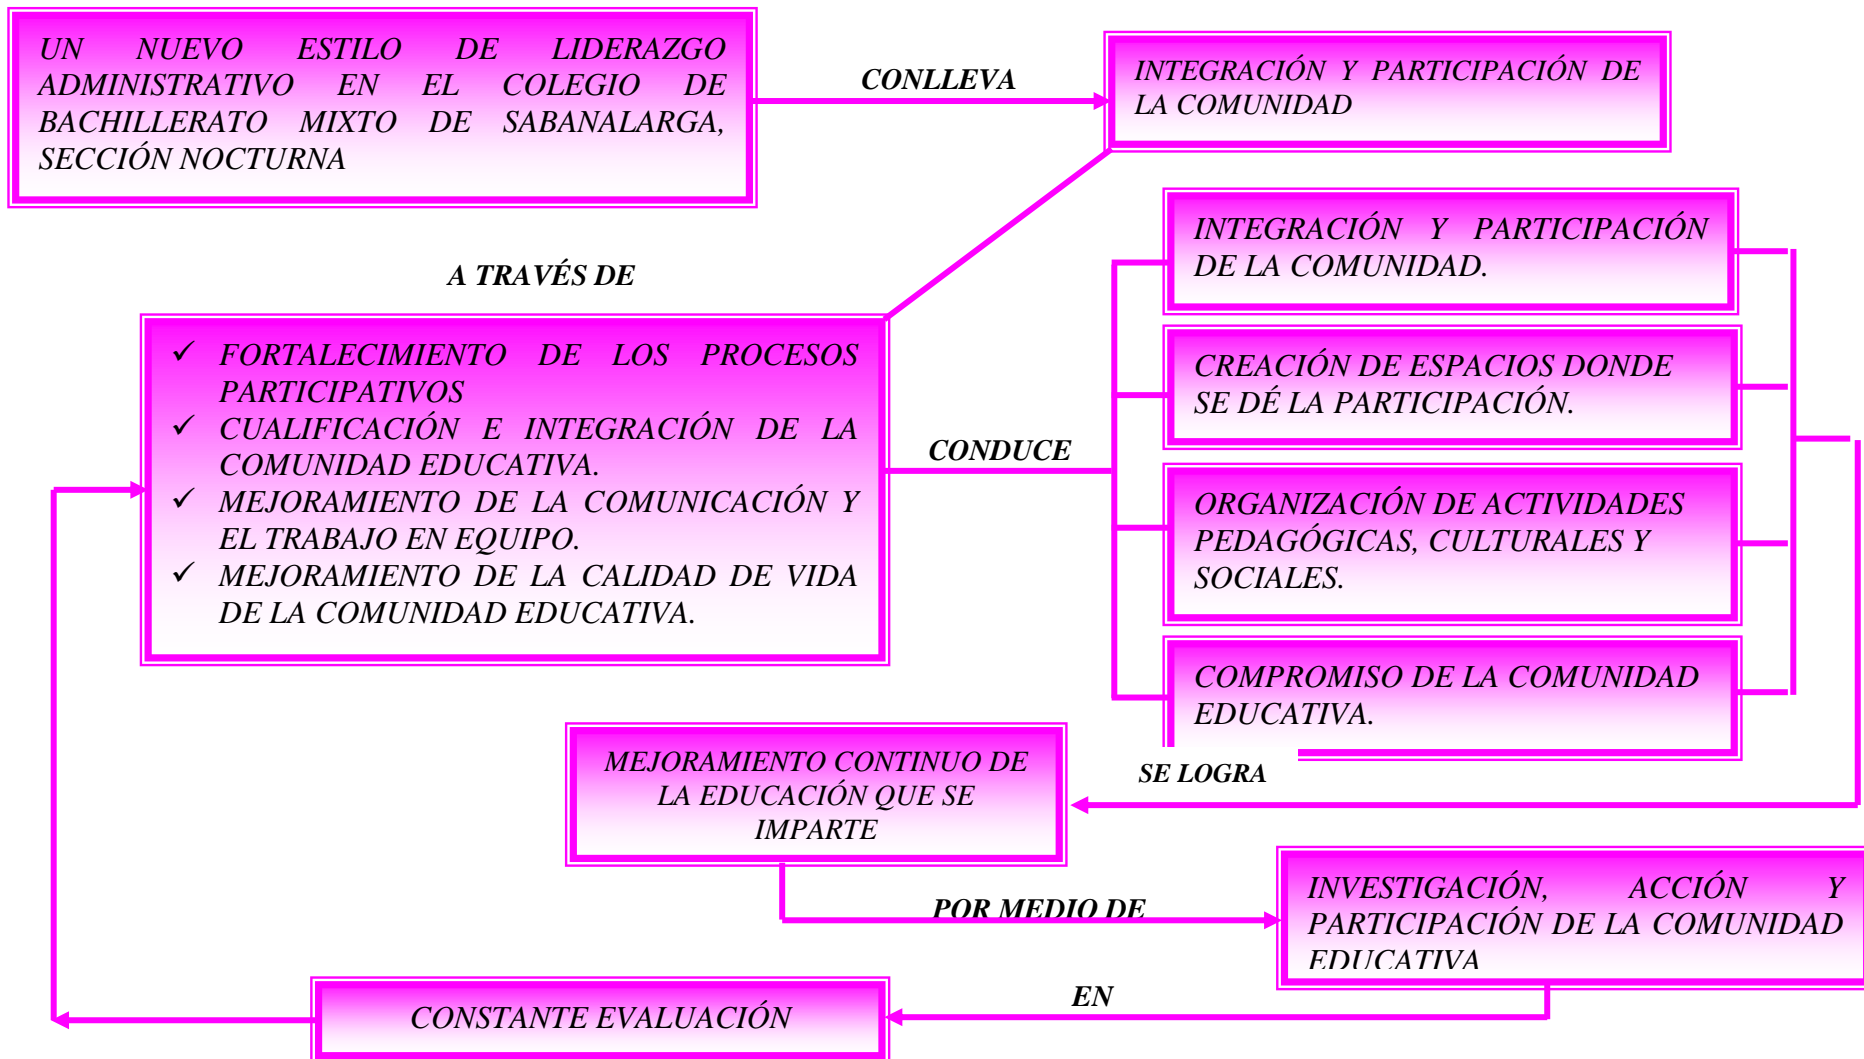 UN NUEVO ESTILO DE LIDERAZGO
ADMINISTRATIVO EN EL COLEGIO DE
BACHILLERATO MIXTO DE SABANALARGA,
SECCIÓN NOCTURNA
CONLLEVA
INTEGRACIÓN Y PARTICIPACIÓN DE
LA COMUNIDAD
A TRAVÉS DE
✓ FORTALECIMIENTO DE LOS PROCESOS
PARTICIPATIVOS
✓ CUALIFICACIÓN E INTEGRACIÓN DE LA
COMUNIDAD EDUCATIVA.
✓ MEJORAMIENTO DE LA COMUNICACIÓN Y
EL TRABAJO EN EQUIPO.
✓ MEJORAMIENTO DE LA CALIDAD DE VIDA
DE LA COMUNIDAD EDUCATIVA.
CONDUCE
INTEGRACIÓN Y PARTICIPACIÓN
DE LA COMUNIDAD.
CREACIÓN DE ESPACIOS DONDE
SE DÉ LA PARTICIPACIÓN.
ORGANIZACIÓN DE ACTIVIDADES
PEDAGÓGICAS, CULTURALES Y
SOCIALES.
COMPROMISO DE LA COMUNIDAD
EDUCATIVA.
SE LOGRA
MEJORAMIENTO CONTINUO DE
LA EDUCACIÓN QUE SE
IMPARTE
POR MEDIO DE
INVESTIGACIÓN, ACCIÓN Y
PARTICIPACIÓN DE LA COMUNIDAD
EDUCATIVA
EN
CONSTANTE EVALUACIÓN